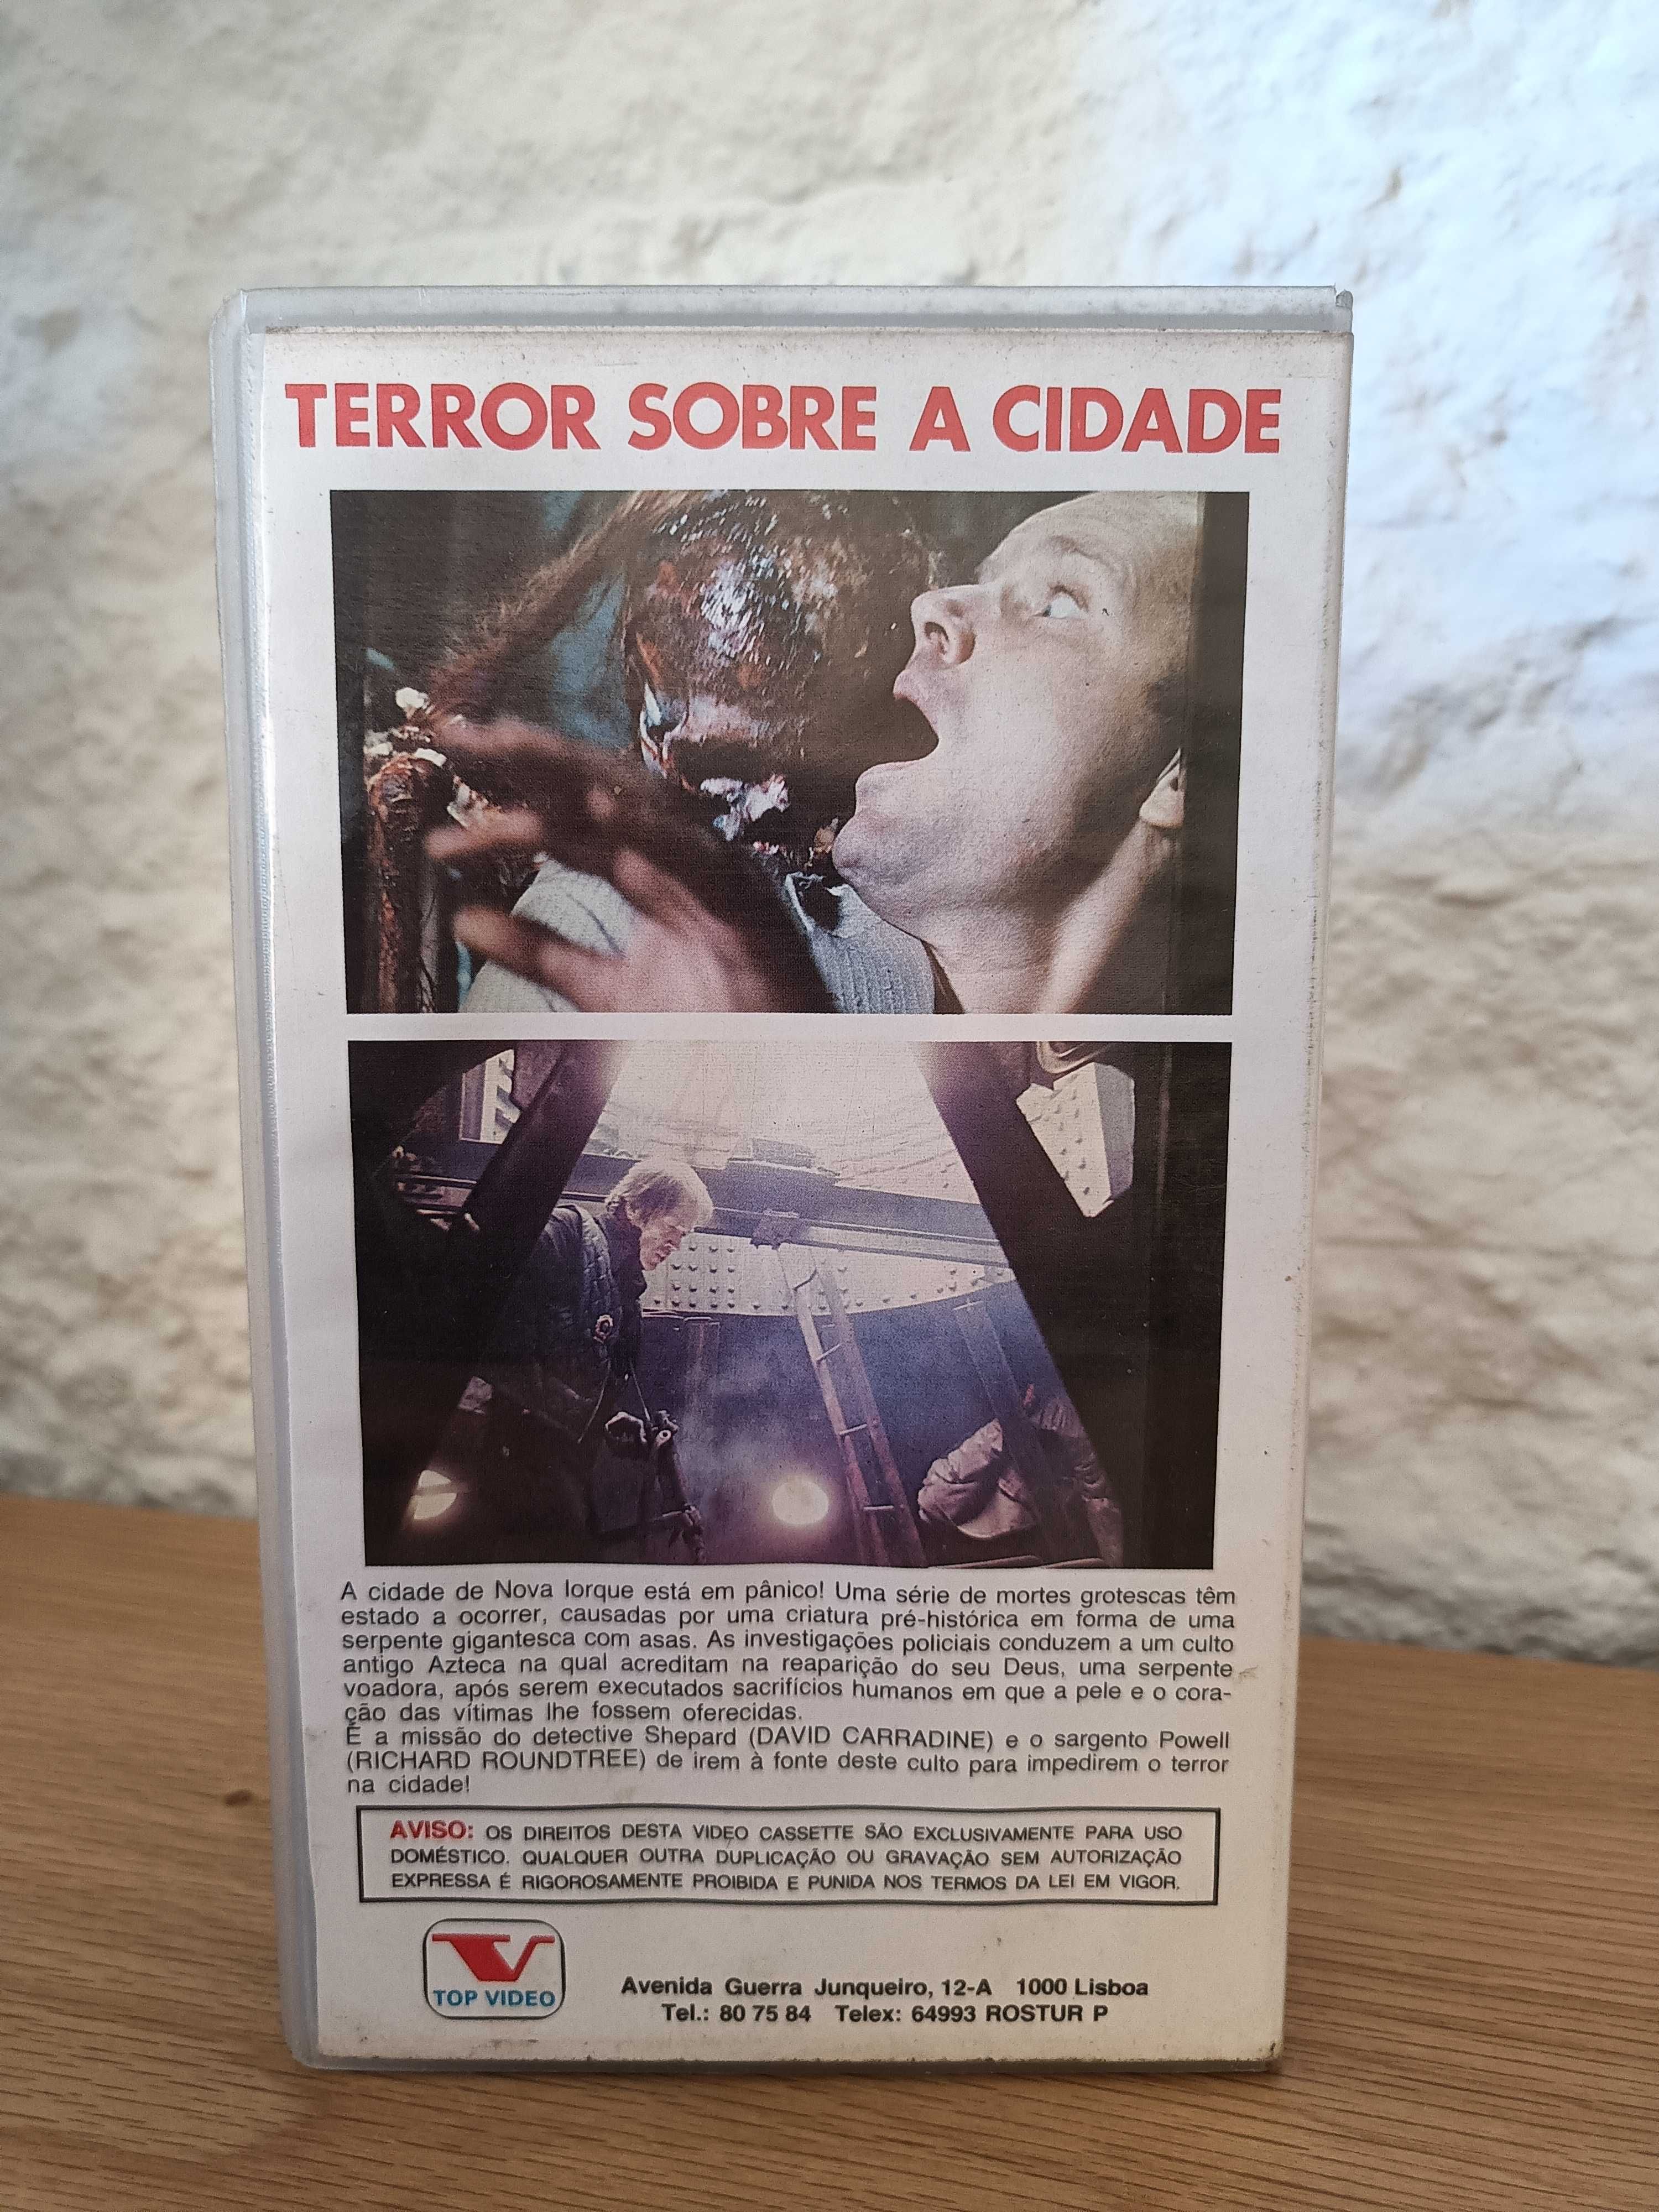 TERROR SOBRE A CIDADE
A cidade de Nova Iorque está em pânico! Uma série de mortes grotescas têm
estado a ocorrer, causadas por uma criatura pré-histórica em forma de uma
serpente gigantesca com asas. As investigações policiais conduzem a um culto
antigo Azteca na qual acreditam na reaparição do seu Deus, uma serpente
voadora, após serem executados sacrifícios humanos em que a pele e o cora-
ção das vítimas lhe fossem oferecidas.
É a missão do detective Shepard (DAVID CARRADINE) e o sargento Powell
(RICHARD ROUNDTREE) de irem à fonte deste culto para impedirem o terror
na cidade!
AVISO: OS DIREITOS DESTA VIDEO CASSETTE SÃO EXCLUSIVAMENTE PARA USO
DOMÉSTICO. QUALQUER OUTRA DUPLICAÇÃO OU GRAVAÇÃO SEM AUTORIZAÇÃO
EXPRESSA É RIGOROSAMENTE PROIBIDA E PUNIDA NOS TERMOS DA LEI EM VIGOR.
TV
TOP VIDEO
Avenida Guerra Junqueiro, 12-A 1000 Lisboa
Tel.: 80 75 84 Telex: 64993 ROSTUR P